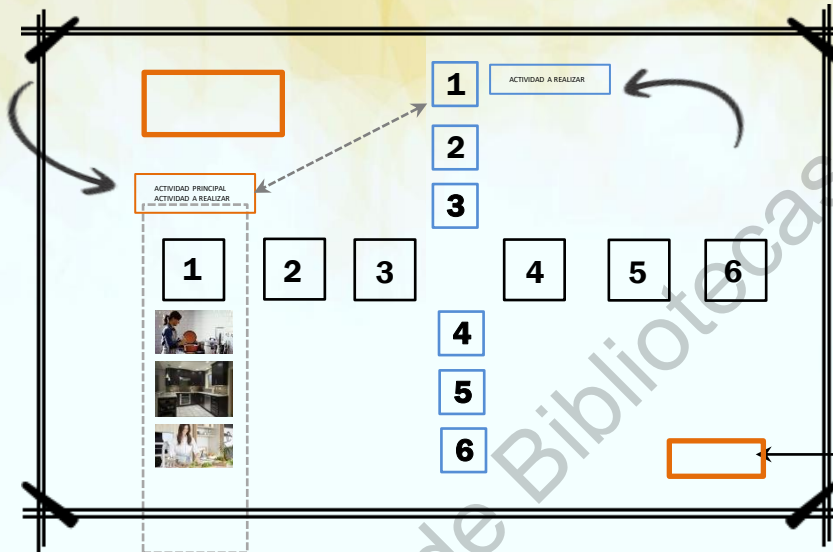 1 ACTIVIDAD A REALIZAR
2
ACTIVIDAD PRINCIPAL
ACTIVIDAD A REALIZAR
3
1 2 3 4 5 6
4
5
6
de Bibliotecas